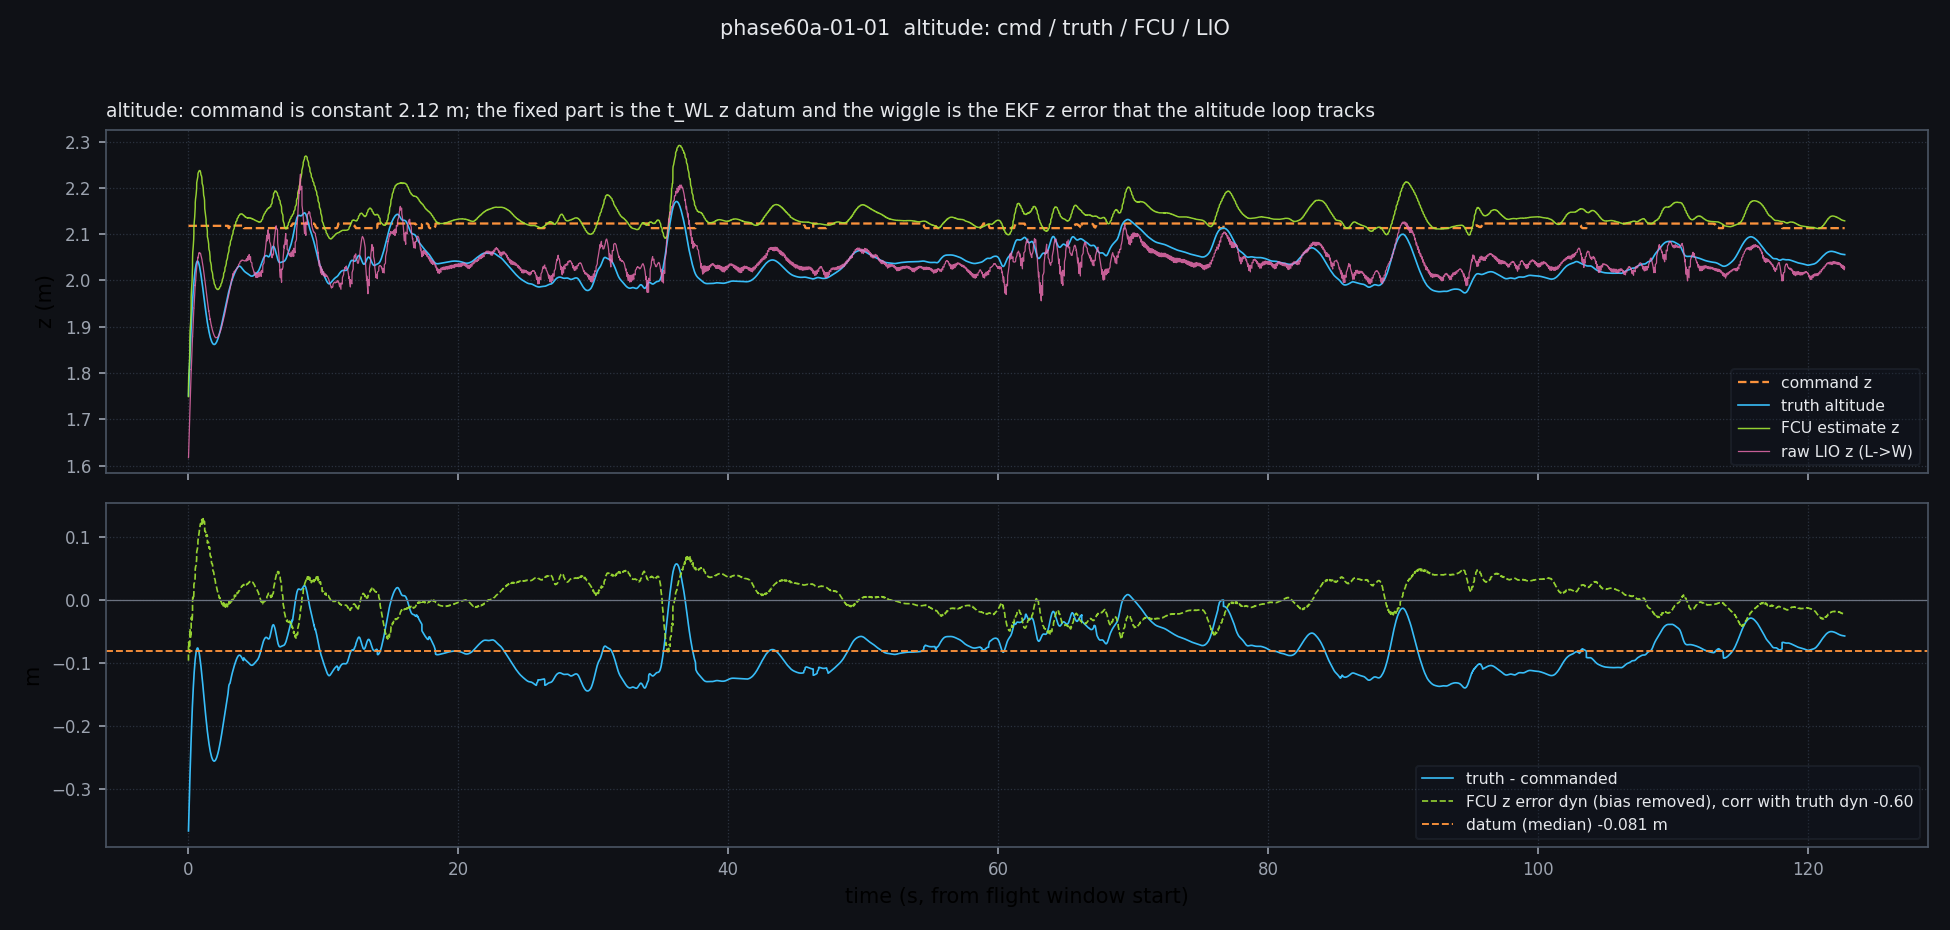 phase60a-01-01  altitude: cmd / truth / FCU / LIO
altitude: command is constant 2.12 m; the fixed part is the t_WL z datum and the wiggle is the EKF z error that the altitude loop tracks
z (m)
2.3
2.2
2.1
2.0
1.9
1.8
1.7
1.6
command z
truth altitude
FCU estimate z
raw LIO z (L->W)
m
0.1
0.0
−0.1
−0.2
−0.3
truth - commanded
FCU z error dyn (bias removed), corr with truth dyn -0.60
datum (median) -0.081 m
0 20 40 60 80 100 120
time (s, from flight window start)